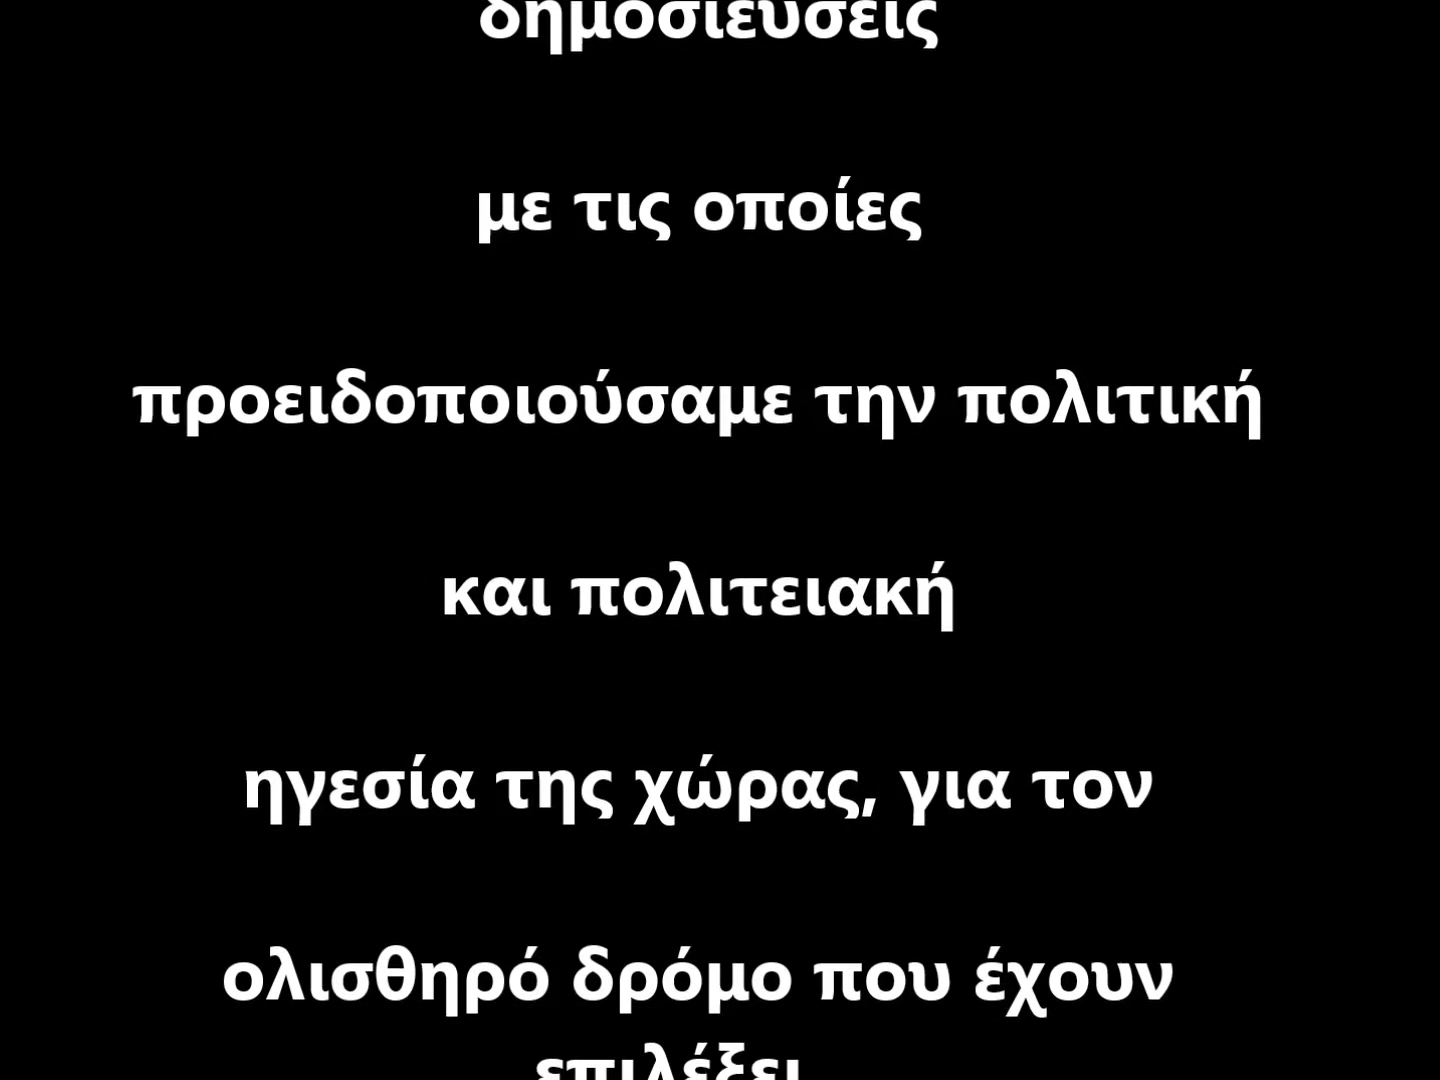 δημοσιεύσεις
με τις οποίες
προειδοποιούσαμε την πολιτική
και πολιτειακή
ηγεσία της χώρας, για τον
ολισθηρό δρόμο που έχουν
επιλέξει